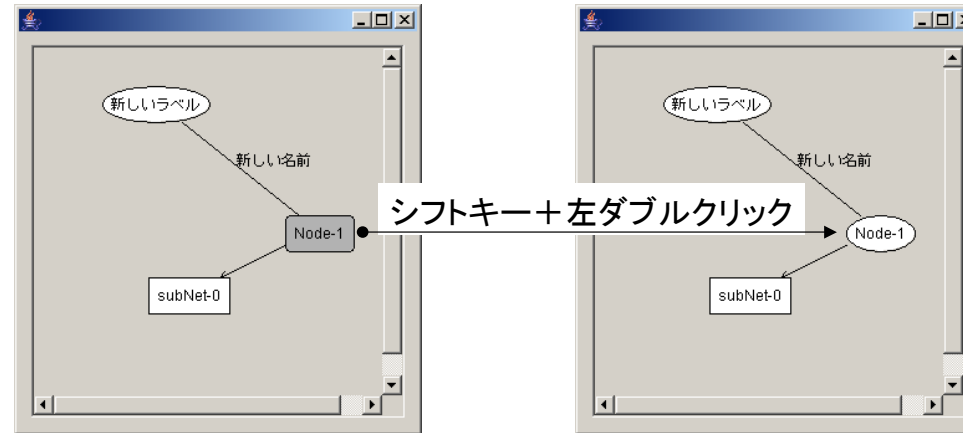 新しいラベル
新しい名前
Node-1
subNet-0
シフトキー+左ダブルクリック
新しいラベル
新しい名前
Node-1
subNet-0